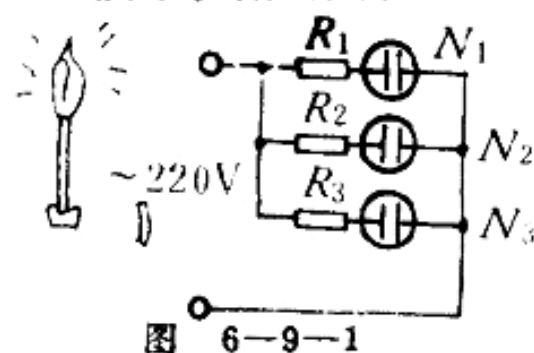 R₁ N₁
R₂ N₂
~220V R₃ N₃
图 6—9—1